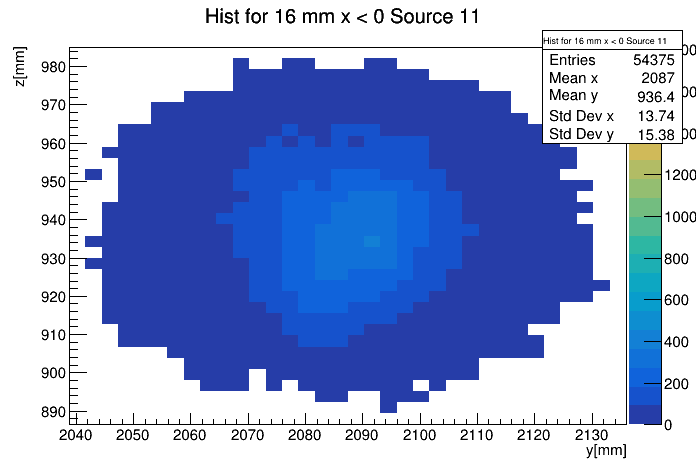 Hist for 16 mm x < 0 Source 11
Hist for 16 mm x < 0 Source 11
Entries 54375
Mean x 2087
Mean y 936.4
Std Dev x 13.74
Std Dev y 15.38
z[mm]
980
970
960
950
940
930
920
910
900
890
2040 2050 2060 2070 2080 2090 2100 2110 2120 2130
y[mm]
1200
1000
800
600
400
200
0